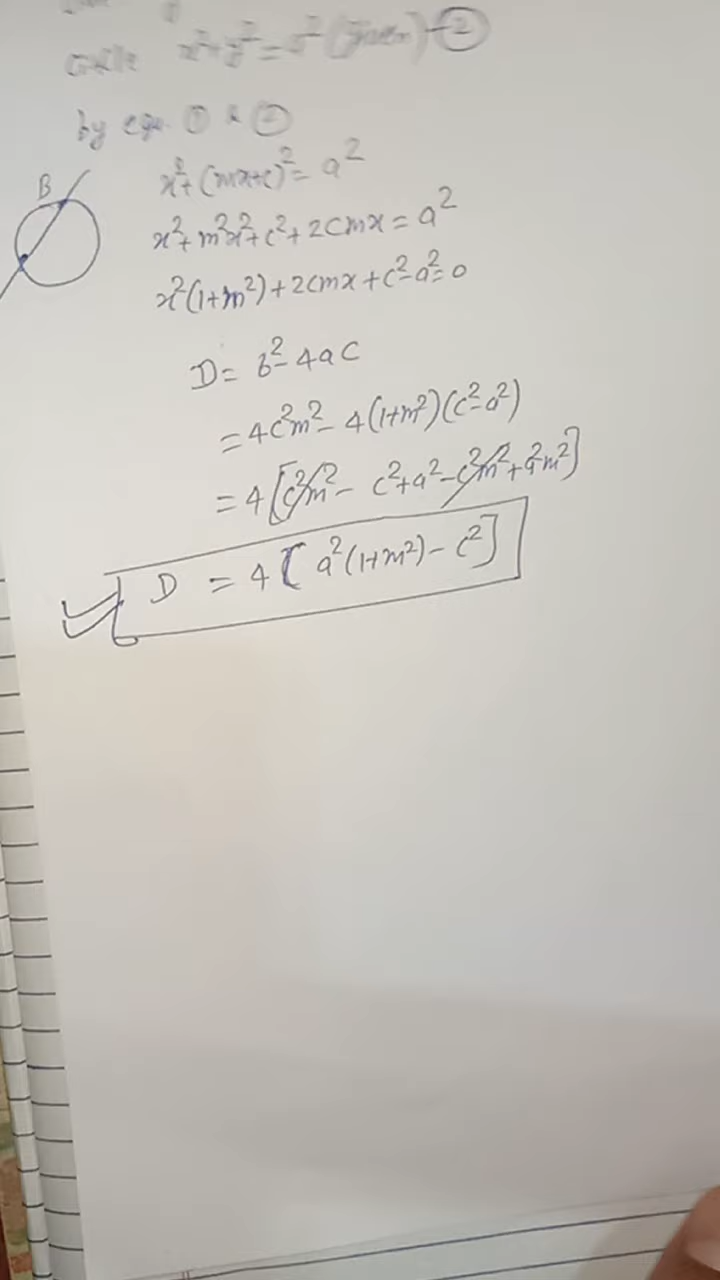 circle x²+y²=a² (given) -②
by eqn. ① & ②
B
x²+(mx+c)²=a²
x²+m²x²+c²+2cmx=a²
x²(1+m²)+2cmx+c²-a²=0
D= b²-4ac
=4c²m²-4(1+m²)(c²-a²)
=4[c²m²- c²+a²-c²m²+a²m²]
D =4[a²(1+m²)-c²]